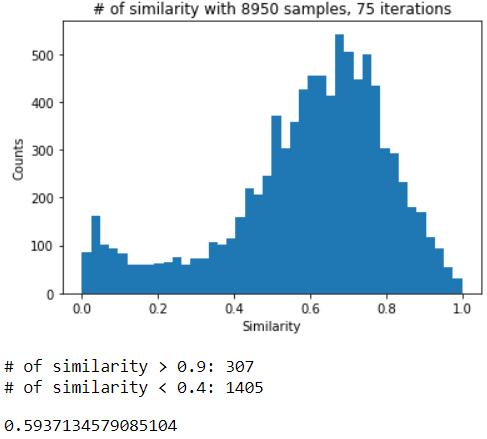 # of similarity with 8950 samples, 75 iterations
500
400
300
200
100
0
Counts
0.0 0.2 0.4 0.6 0.8 1.0
Similarity
# of similarity > 0.9: 307
# of similarity < 0.4: 1405
0.5937134579085104